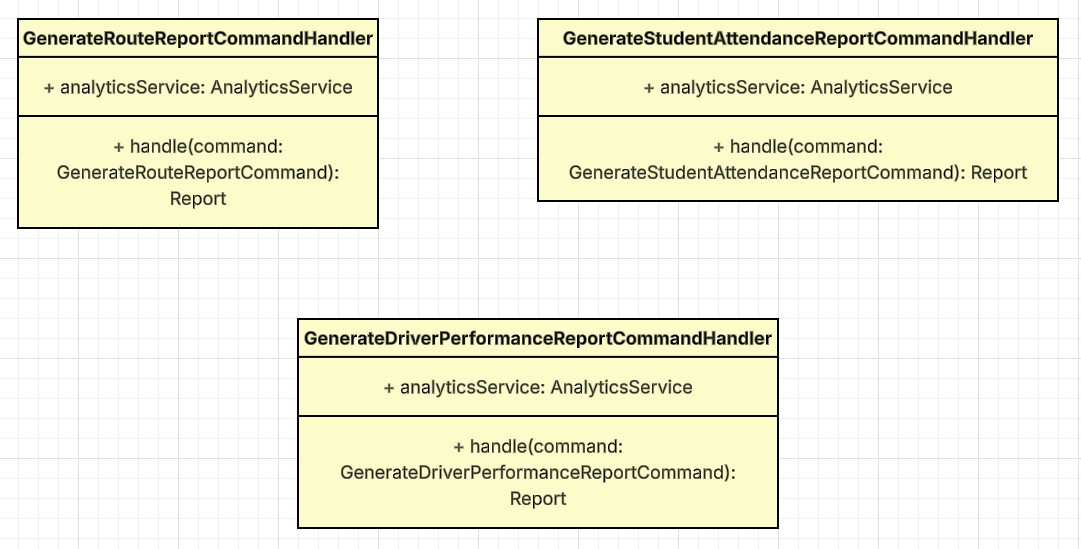 GenerateRouteReportCommandHandler
+ analyticsService: AnalyticsService
+ handle(command:
GenerateRouteReportCommand):
Report
GenerateStudentAttendanceReportCommandHandler
+ analyticsService: AnalyticsService
+ handle(command:
GenerateStudentAttendanceReportCommand): Report
GenerateDriverPerformanceReportCommandHandler
+ analyticsService: AnalyticsService
+ handle(command:
GenerateDriverPerformanceReportCommand):
Report